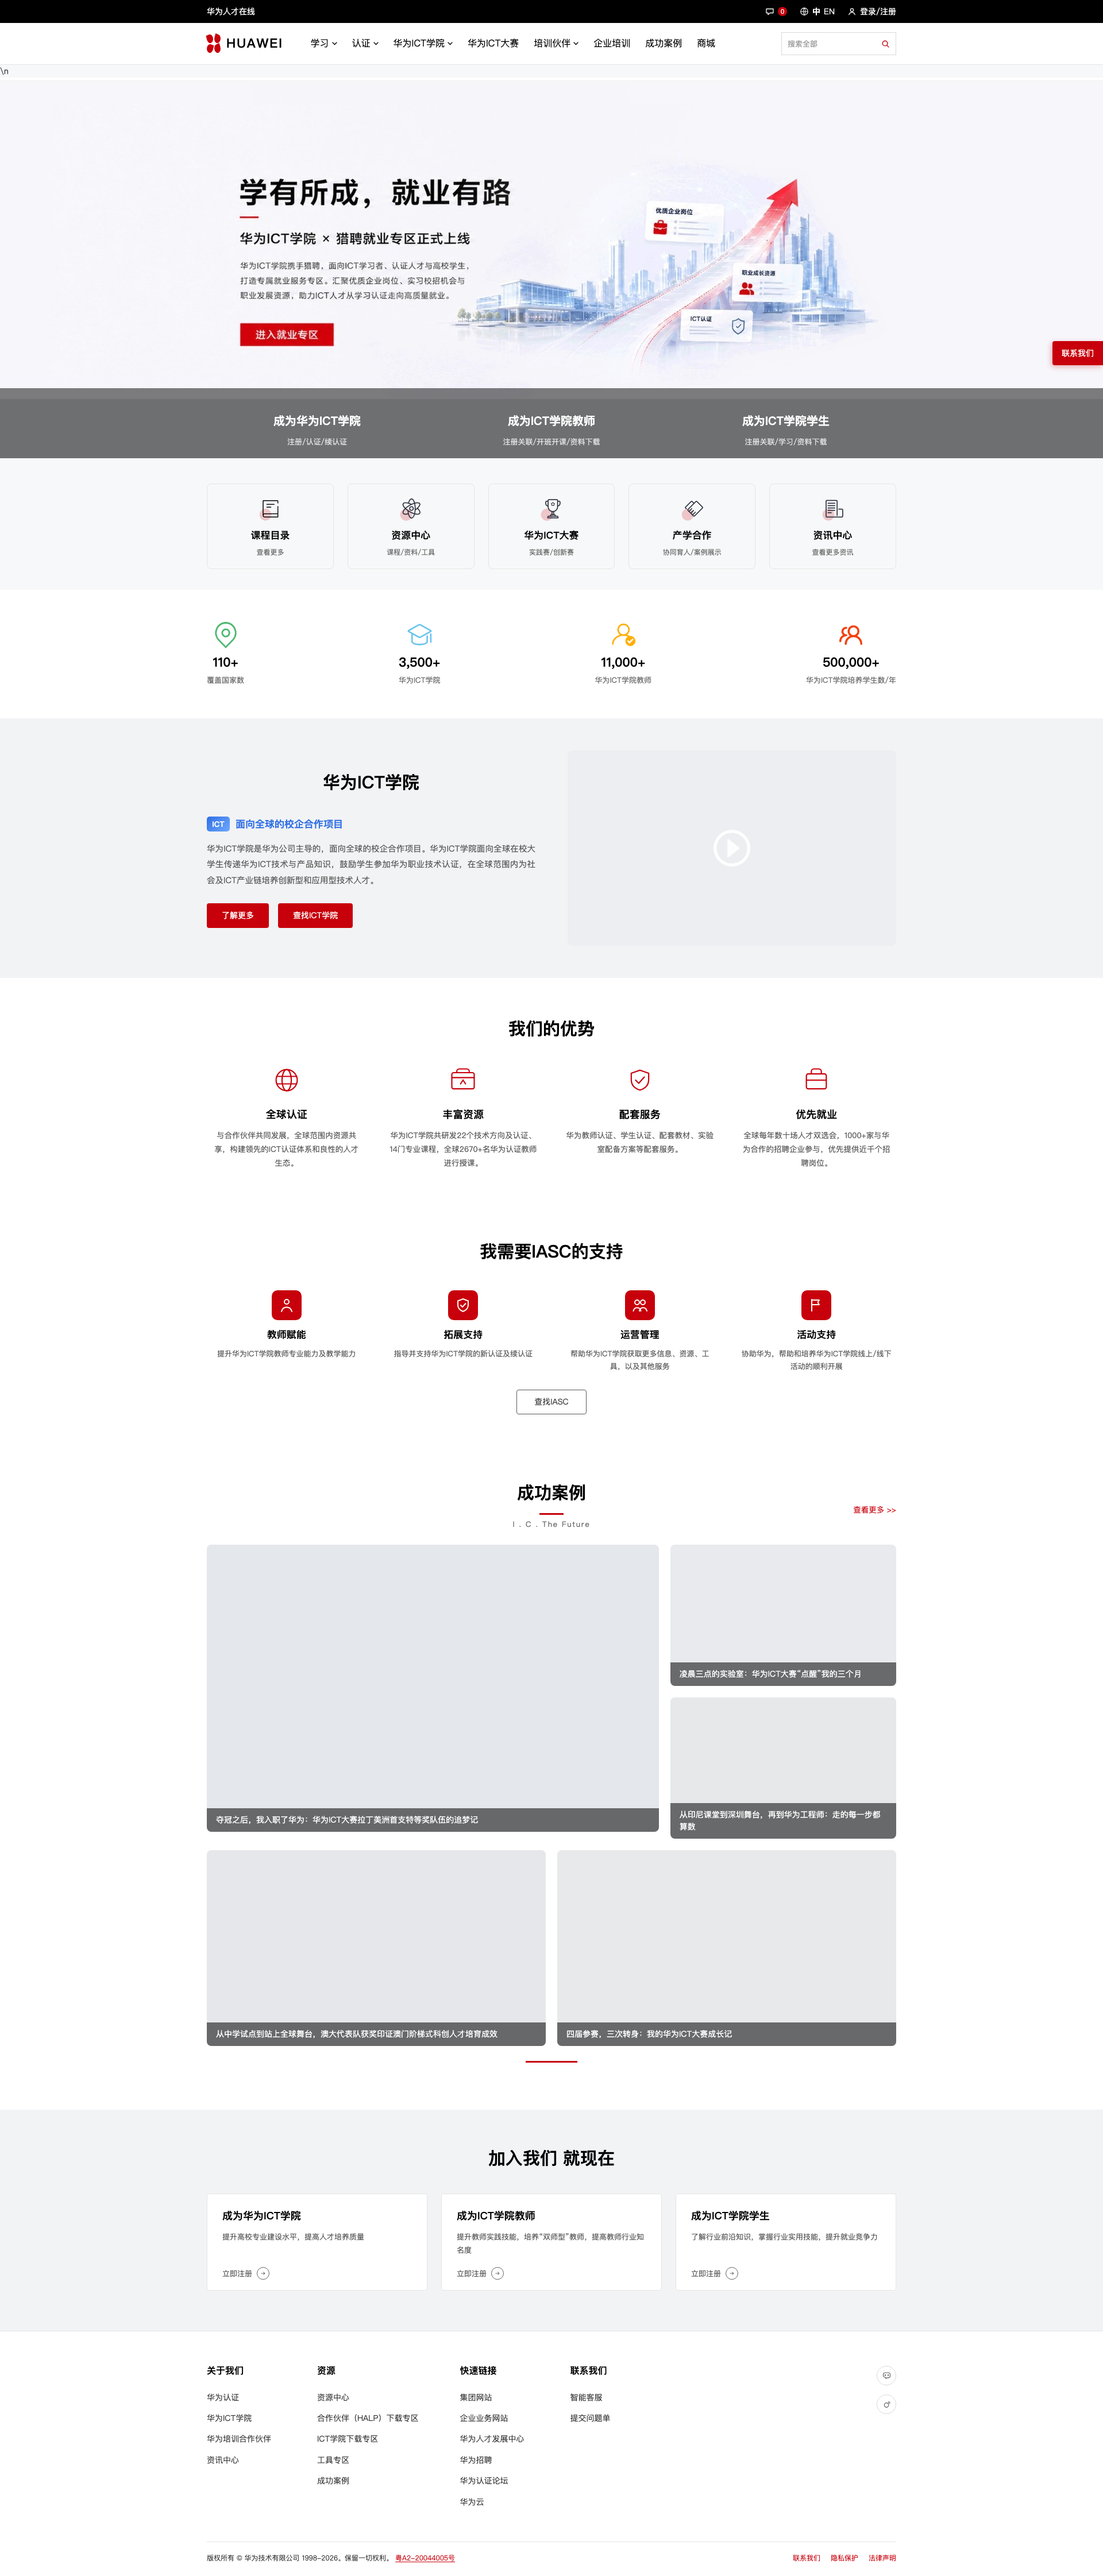 华为人才在线
0
中 EN
登录/注册
HUAWEI
学习
认证
华为ICT学院
华为ICT大赛
培训伙伴
企业培训
成功案例
商城
搜索全部
\n
学有所成，就业有路
华为ICT学院 × 猎聘就业专区正式上线
华为ICT学院携手猎聘，面向ICT学习者、认证人才与高校学生，
打造专属就业服务专区。汇聚优质企业岗位、实习校招机会与
职业发展资源，助力ICT人才从学习认证走向高质量就业。
进入就业专区
优质企业岗位
职业成长资源
ICT认证
联系我们
成为华为ICT学院
注册/认证/续认证
成为ICT学院教师
注册关联/开班开课/资料下载
成为ICT学院学生
注册关联/学习/资料下载
课程目录
查看更多
资源中心
课程/资料/工具
华为ICT大赛
实践赛/创新赛
产学合作
协同育人/案例展示
资讯中心
查看更多资讯
110+
覆盖国家数
3,500+
华为ICT学院
11,000+
华为ICT学院教师
500,000+
华为ICT学院培养学生数/年
华为ICT学院
ICT 面向全球的校企合作项目
华为ICT学院是华为公司主导的，面向全球的校企合作项目。华为ICT学院面向全球在校大
学生传递华为ICT技术与产品知识，鼓励学生参加华为职业技术认证，在全球范围内为社
会及ICT产业链培养创新型和应用型技术人才。
了解更多
查找ICT学院
我们的优势
全球认证
与合作伙伴共同发展，全球范围内资源共
享，构建领先的ICT认证体系和良性的人才
生态。
丰富资源
华为ICT学院共研发22个技术方向及认证、
14门专业课程，全球2670+名华为认证教师
进行授课。
配套服务
华为教师认证、学生认证、配套教材、实验
室配备方案等配套服务。
优先就业
全球每年数十场人才双选会，1000+家与华
为合作的招聘企业参与，优先提供近千个招
聘岗位。
我需要IASC的支持
教师赋能
提升华为ICT学院教师专业能力及教学能力
拓展支持
指导并支持华为ICT学院的新认证及续认证
运营管理
帮助华为ICT学院获取更多信息、资源、工
具，以及其他服务
活动支持
协助华为，帮助和培养华为ICT学院线上/线下
活动的顺利开展
查找IASC
成功案例
I . C . The Future
查看更多 >>
夺冠之后，我入职了华为：华为ICT大赛拉丁美洲首支特等奖队伍的追梦记
凌晨三点的实验室：华为ICT大赛“点醒”我的三个月
从印尼课堂到深圳舞台，再到华为工程师：走的每一步都
算数
从中学试点到站上全球舞台，澳大代表队获奖印证澳门阶梯式科创人才培育成效
四届参赛，三次转身：我的华为ICT大赛成长记
加入我们 就现在
成为华为ICT学院
提升高校专业建设水平，提高人才培养质量
立即注册
成为ICT学院教师
提升教师实践技能，培养“双师型”教师，提高教师行业知
名度
立即注册
成为ICT学院学生
了解行业前沿知识，掌握行业实用技能，提升就业竞争力
立即注册
关于我们
华为认证
华为ICT学院
华为培训合作伙伴
资讯中心
资源
资源中心
合作伙伴（HALP）下载专区
ICT学院下载专区
工具专区
成功案例
快速链接
集团网站
企业业务网站
华为人才发展中心
华为招聘
华为认证论坛
华为云
联系我们
智能客服
提交问题单
版权所有 © 华为技术有限公司 1998-2026。保留一切权利。 粤A2-20044005号
联系我们
隐私保护
法律声明